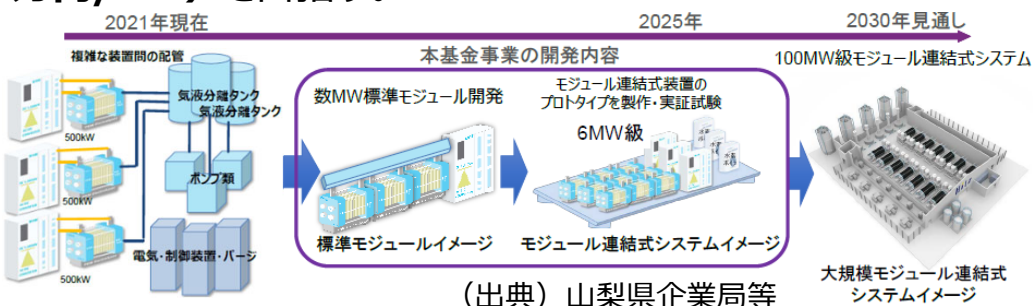 2021年現在
2025年
2030年見通し
複雑な装置間の配管
気液分離タンク
気液分離タンク
500kW
500kW
ポンプ類
500kW
電気・制御装置・パージ
本基金事業の開発内容
数MW標準モジュール開発
標準モジュールイメージ
モジュール連結式装置の
プロトタイプを製作・実証試験
6MW級
モジュール連結式システムイメージ
100MW級モジュール連結式システム
大規模モジュール連結式
システムイメージ
（出典）山梨県企業局等